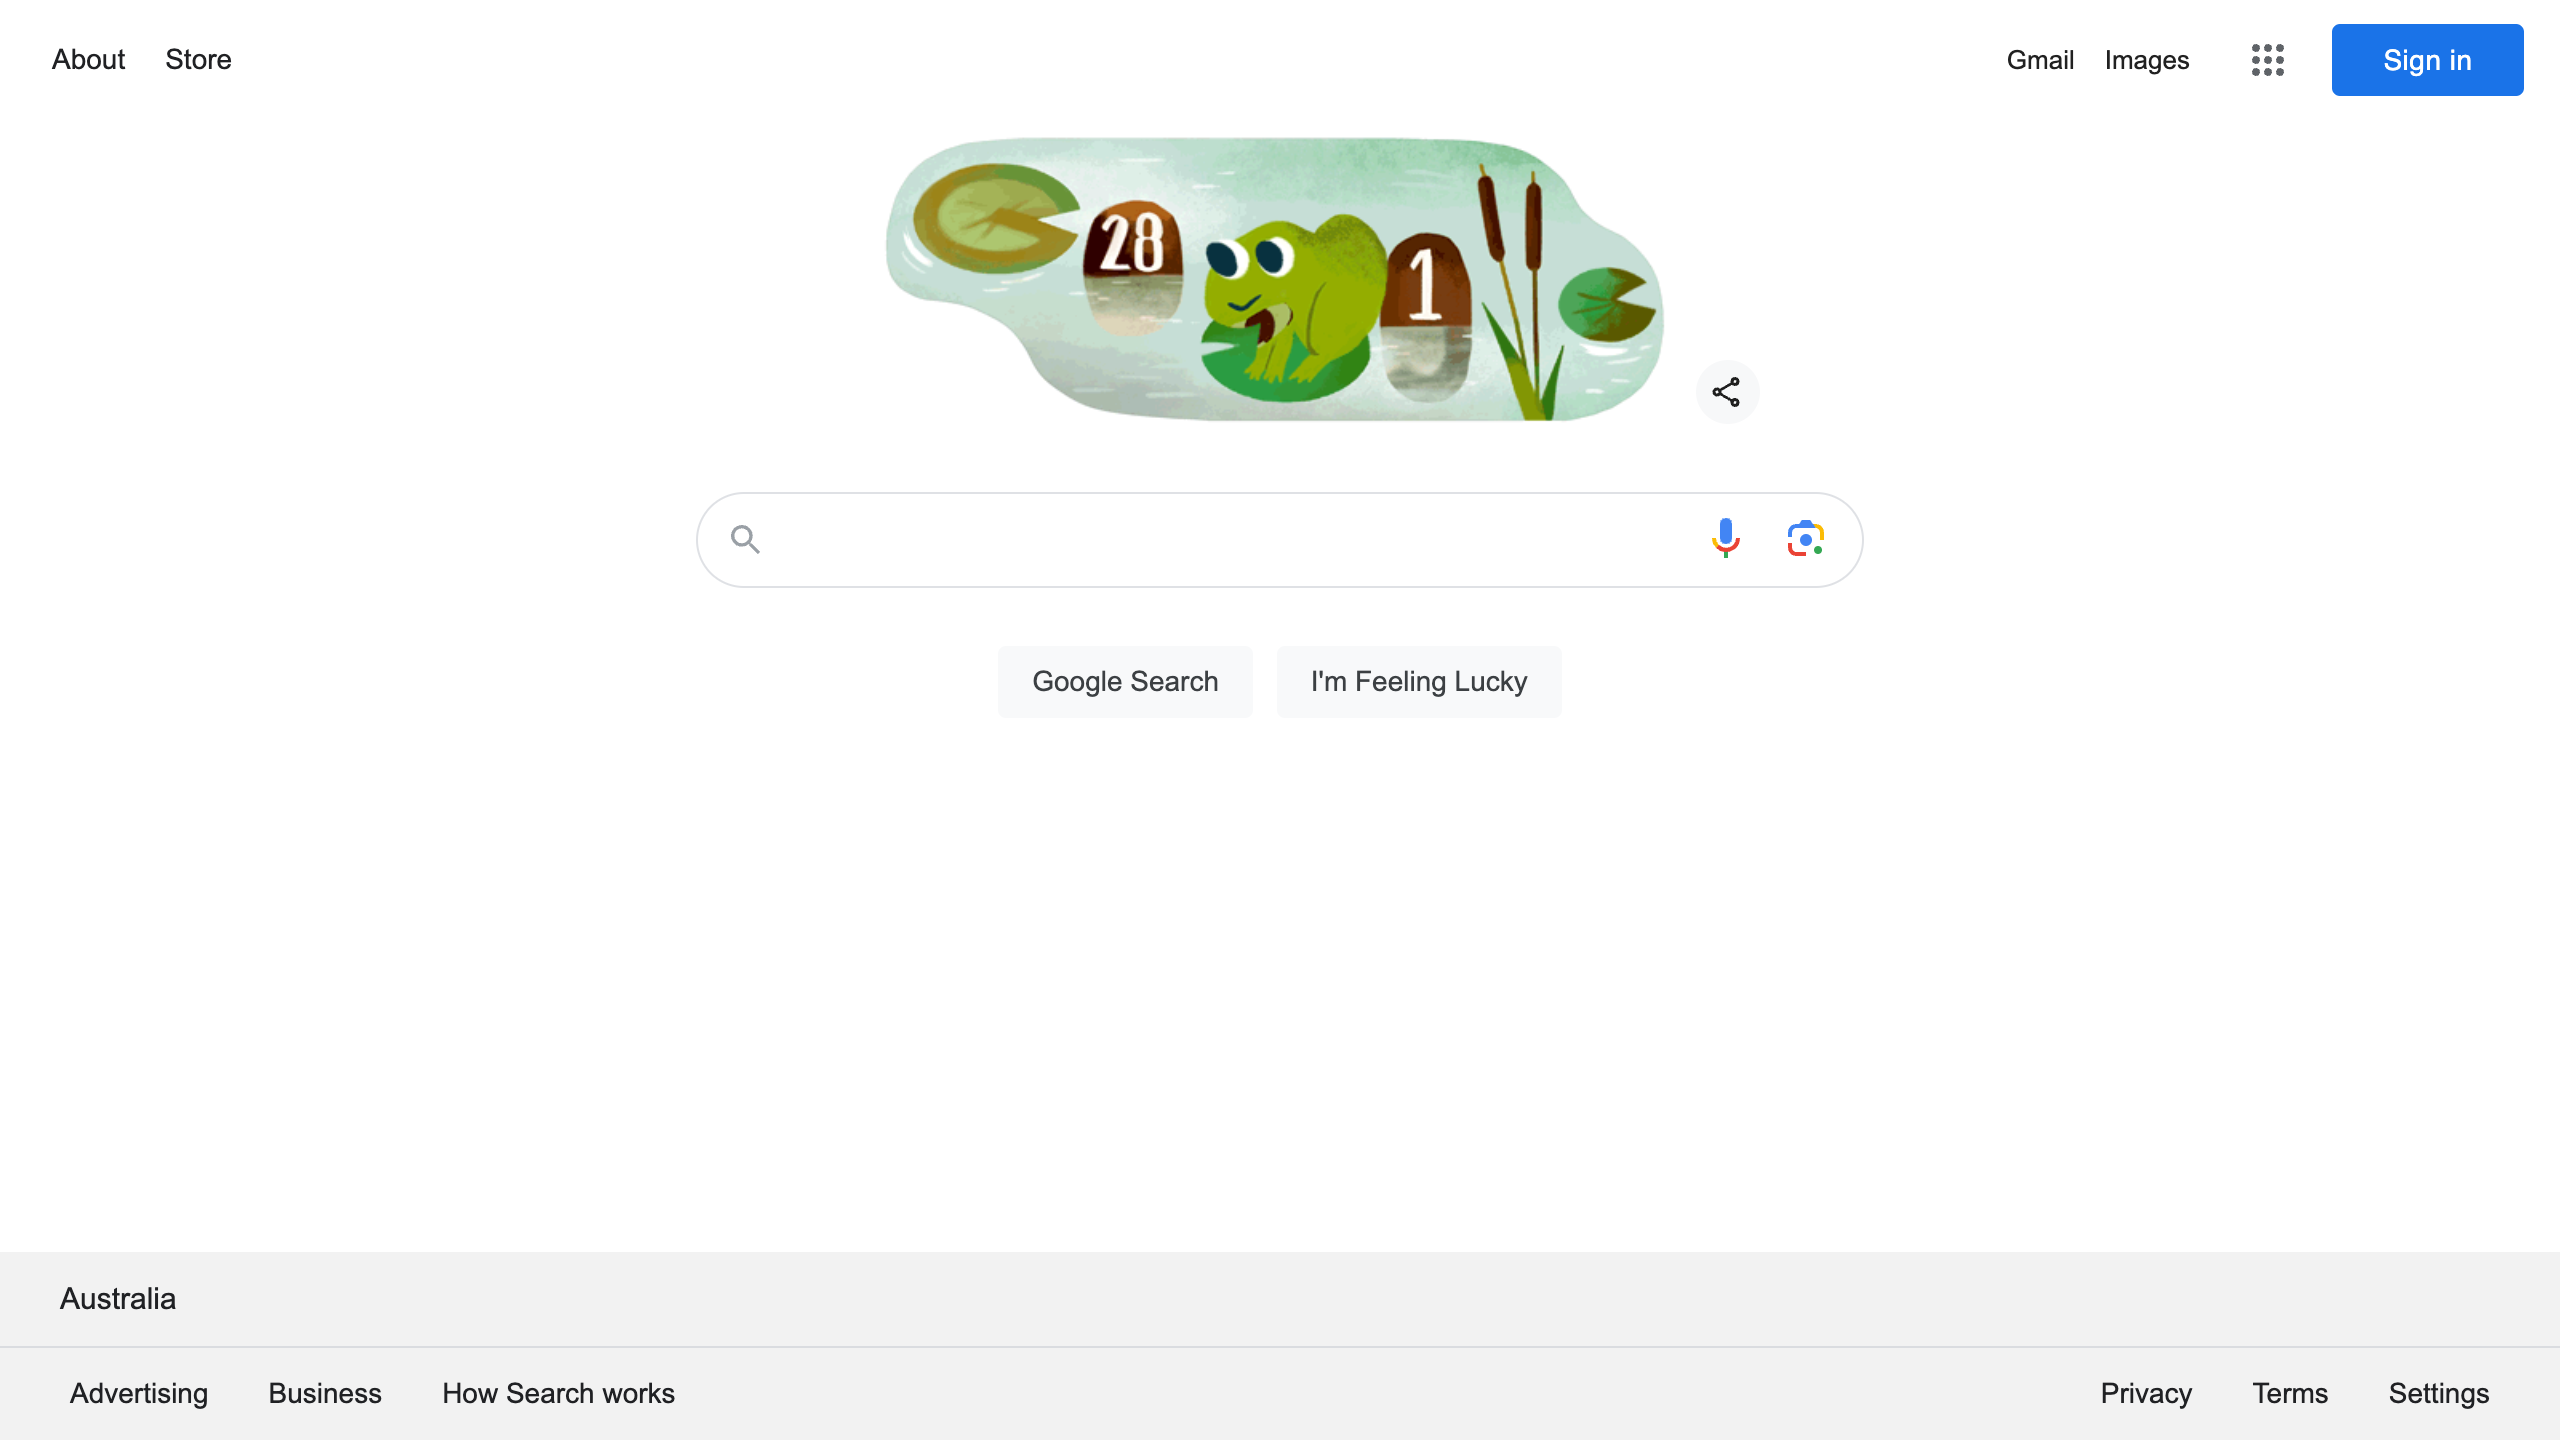 About Store
Gmail Images Sign in
28
1
Google Search I'm Feeling Lucky
Australia
Advertising Business How Search works
Privacy Terms Settings